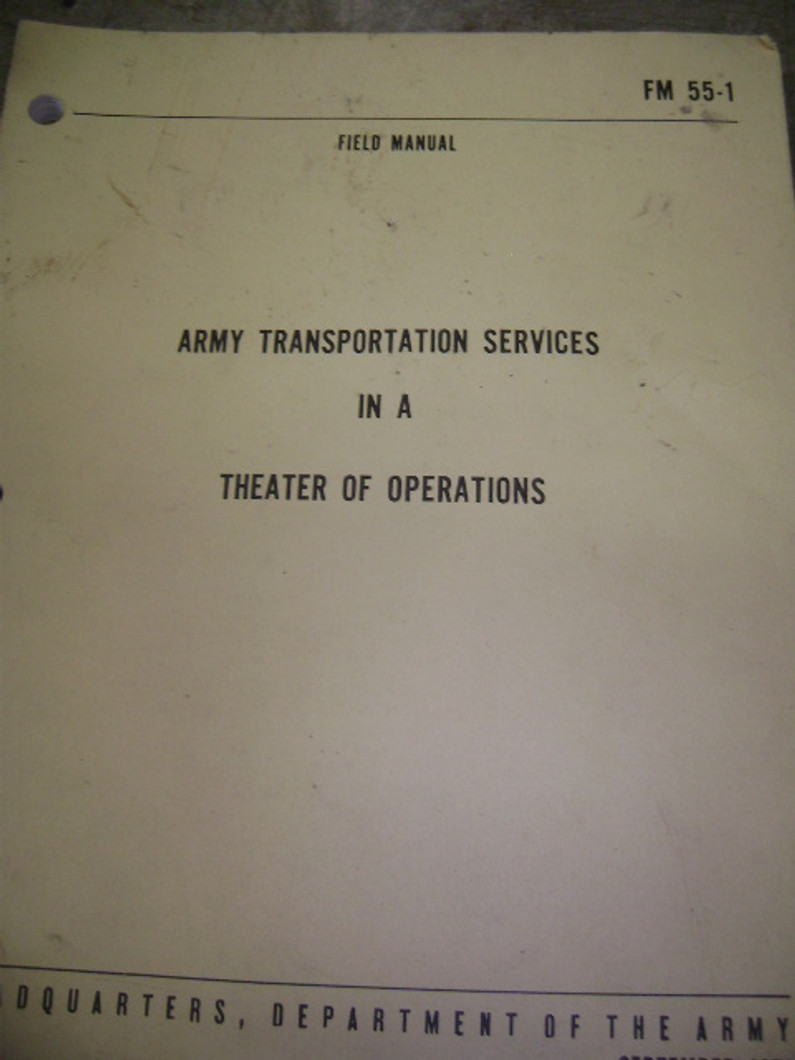 FM 55-1
FIELD MANUAL
ARMY TRANSPORTATION SERVICES
IN A
THEATER OF OPERATIONS
DQUARTERS, DEPARTMENT OF THE ARMY